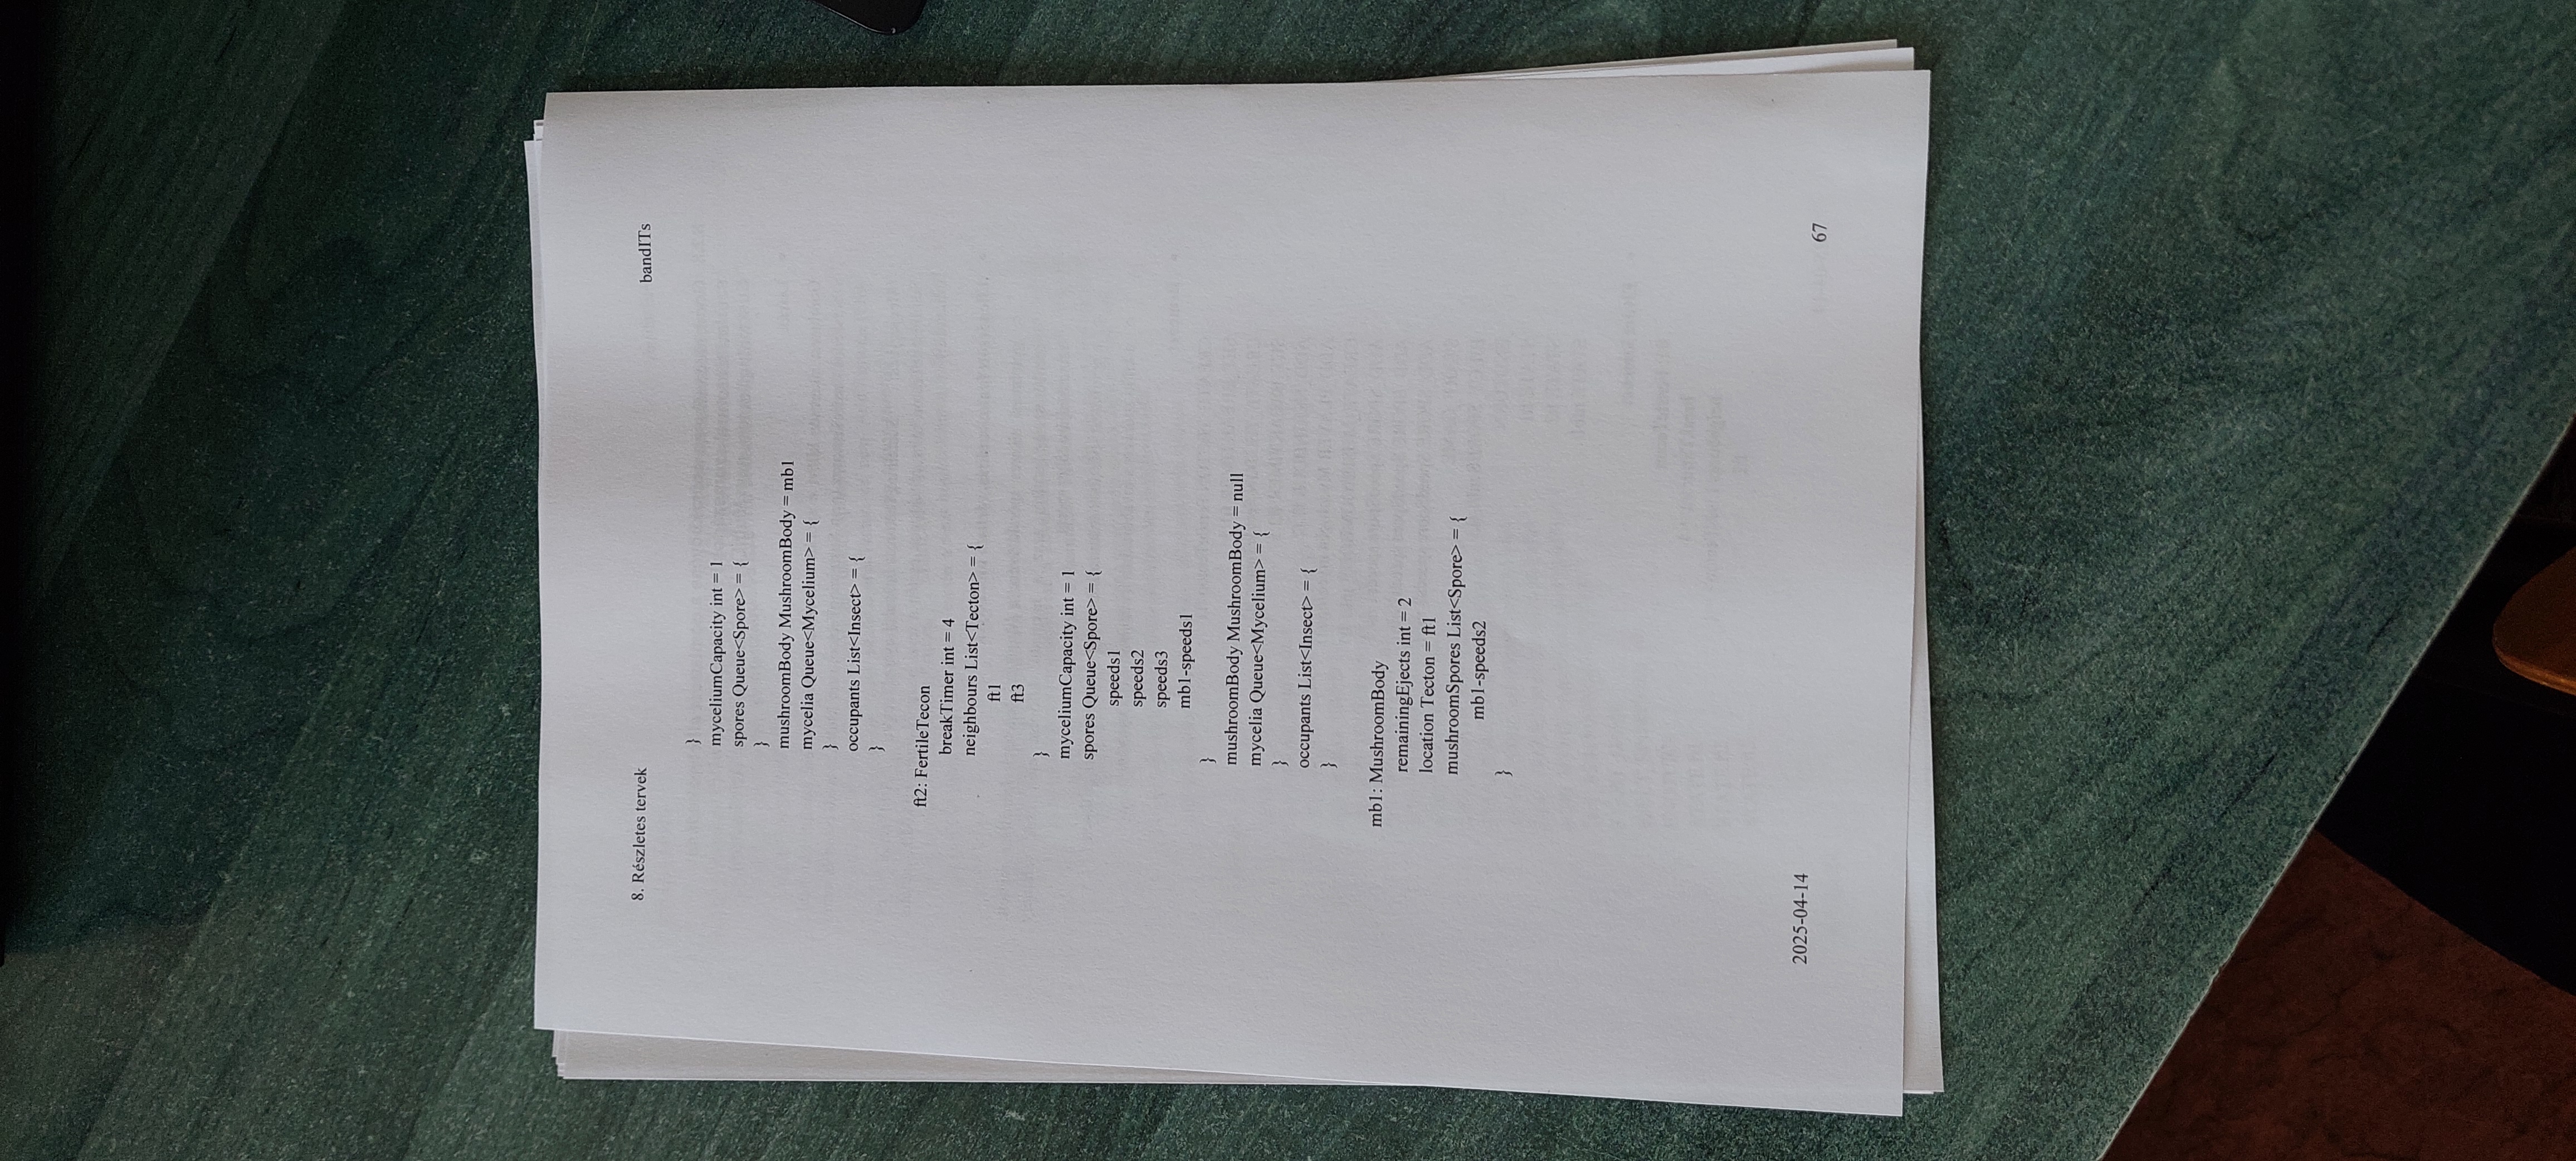 8. Részletes tervek
bandITs
}
myceliumCapacity int = 1
spores Queue<Spore> = {
}
mushroomBody MushroomBody = mb1
mycelia Queue<Mycelium> = {
}
occupants List<Insect> = {
}
ft2: FertileTecon
breakTimer int = 4
neighbours List<Tecton> = {
ft1
ft3
}
myceliumCapacity int = 1
spores Queue<Spore> = {
speeds1
speeds2
speeds3
mb1-speeds1
}
mushroomBody MushroomBody = null
mycelia Queue<Mycelium> = {
}
occupants List<Insect> = {
}
mb1: MushroomBody
remainingEjects int = 2
location Tecton = ft1
mushroomSpores List<Spore> = {
mb1-speeds2
}
2025-04-14
67